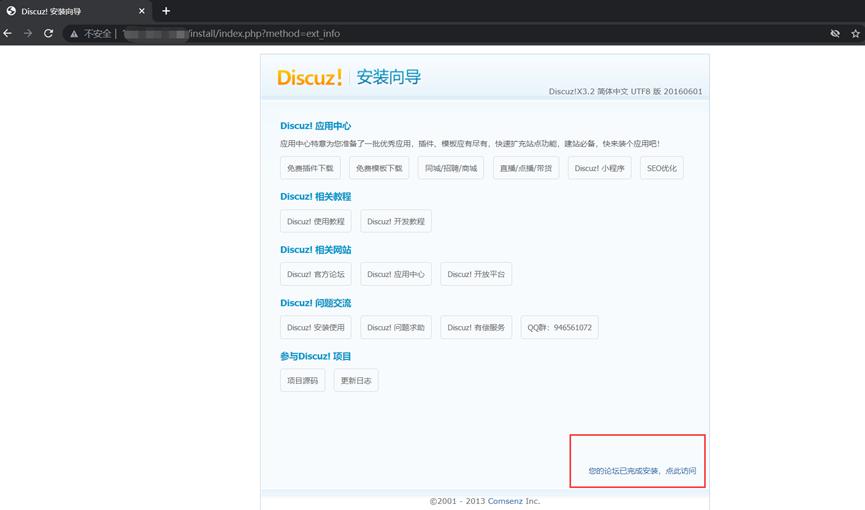 Discuz! 安装向导
不安全 | /install/index.php?method=ext_info
Discuz! 安装向导
Discuz!X3.2 简体中文 UTF8 版 20160601
Discuz! 应用中心
应用中心特意为您准备了一批优秀应用，插件、模板应有尽有，快速扩充站点功能，建站必备，快来装个应用吧！
免费插件下载 免费模板下载 同城/招聘/商城 直播/点播/带货 Discuz! 小程序 SEO优化
Discuz! 相关教程
Discuz! 使用教程 Discuz! 开发教程
Discuz! 相关网站
Discuz! 官方论坛 Discuz! 应用中心 Discuz! 开放平台
Discuz! 问题交流
Discuz! 安装使用 Discuz! 问题求助 Discuz! 有偿服务 QQ群：946561072
参与Discuz! 项目
项目源码 更新日志
您的论坛已完成安装，点此访问
©2001 - 2013 Comsenz Inc.